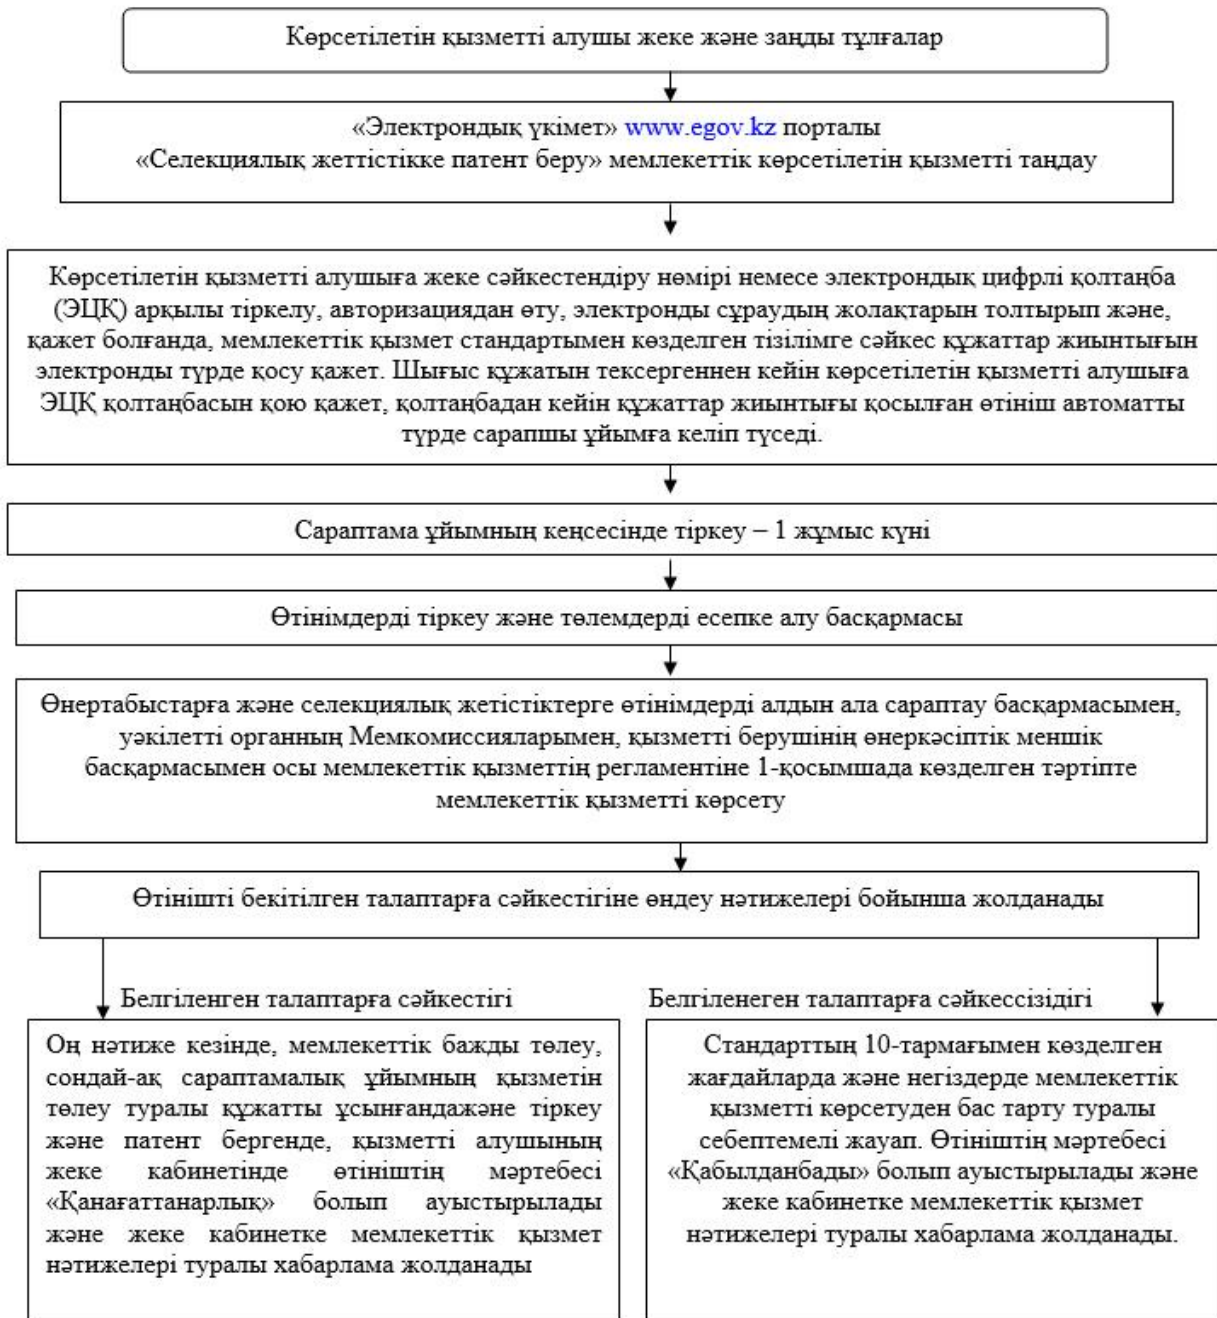 Көрсетілетін қызметті алушы жеке және заңды тұлғалар
«Электрондық үкімет» www.egov.kz порталы
«Селекциялық жеттістікке патент беру» мемлекеттік көрсетілетін қызметті таңдау
Көрсетілетін қызметті алушыға жеке сәйкестендіру нөмірі немесе электрондық цифрлі қолтаңба
(ЭЦҚ) арқылы тіркелу, авторизациядан өту, электронды сұраудың жолақтарын толтырып және,
қажет болғанда, мемлекеттік қызмет стандартымен көзделген тізілімге сәйкес құжаттар жиынтығын
электронды түрде қосу қажет. Шығыс құжатын тексергеннен кейін көрсетілетін қызметті алушыға
ЭЦҚ қолтаңбасын қою қажет, қолтаңбадан кейін құжаттар жиынтығы қосылған өтініш автоматты
түрде сарапшы ұйымға келіп түседі.
Сараптама ұйымның кеңсесінде тіркеу – 1 жұмыс күні
Өтінімдерді тіркеу және төлемдерді есепке алу басқармасы
Өнертабыстарға және селекциялық жетістіктерге өтінімдерді алдын ала сараптау басқармасымен,
уәкілетті органның Мемкомиссияларымен, қызметті берушінің өнеркәсіптік меншік
басқармасымен осы мемлекеттік қызметтің регламентіне 1-қосымшада көзделген тәртіпте
мемлекеттік қызметті көрсету
Өтінішті бекітілген талаптарға сәйкестігіне өндеу нәтижелері бойынша жолданады
Белгіленген талаптарға сәйкестігі
Оң нәтиже кезінде, мемлекеттік бажды төлеу,
сондай-ақ сараптамалық ұйымның қызметін
төлеу туралы құжатты ұсынғандажәне тіркеу
және патент бергенде, қызметті алушының
жеке кабинетінде өтініштің мәртебесі
«Қанағаттанарлық» болып ауыстырылады
және жеке кабинетке мемлекеттік қызмет
нәтижелері туралы хабарлама жолданады
Белгіленеген талаптарға сәйкессізідігі
Стандарттың 10-тармағымен көзделген
жағдайларда және негіздерде мемлекеттік
қызметті көрсетуден бас тарту туралы
себептемелі жауап. Өтініштің мәртебесі
«Қабылданбады» болып ауыстырылады және
жеке кабинетке мемлекеттік қызмет
нәтижелері туралы хабарлама жолданады.